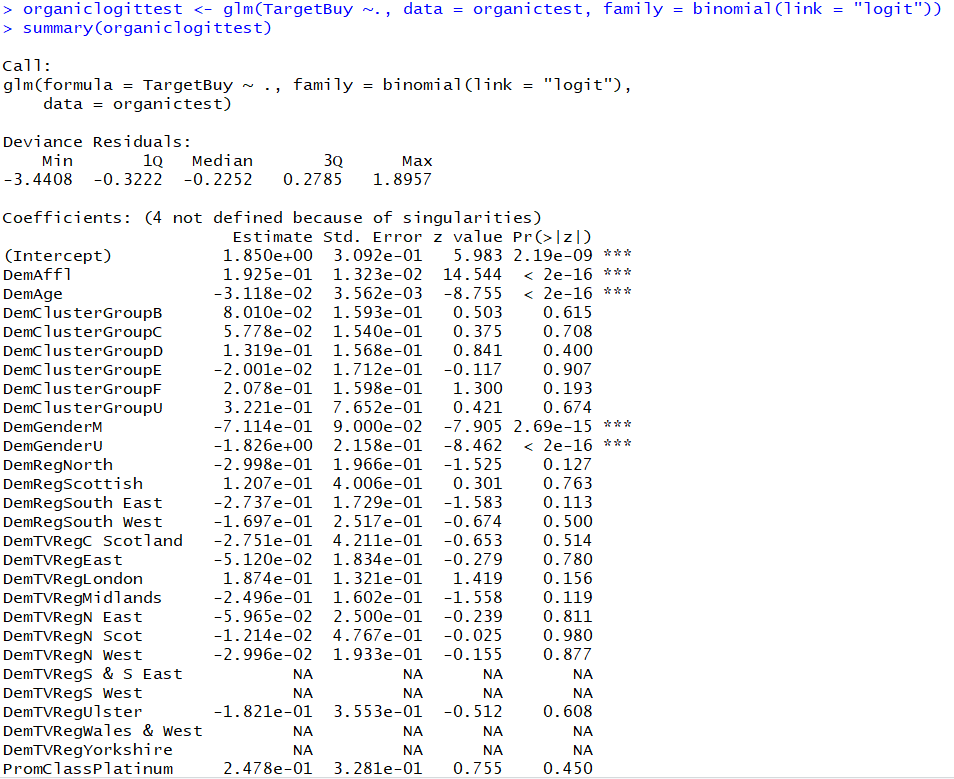 > organiclogittest <- glm(TargetBuy ~., data = organictest, family = binomial(link = "logit"))
> summary(organiclogittest)
Call:
glm(formula = TargetBuy ~ ., family = binomial(link = "logit"),
    data = organictest)
Deviance Residuals:
    Min       1Q   Median       3Q      Max
-3.4408  -0.3222  -0.2252   0.2785   1.8957
Coefficients: (4 not defined because of singularities)
                         Estimate Std. Error z value Pr(>|z|)
(Intercept)             1.850e+00  3.092e-01   5.983 2.19e-09 ***
DemAffl                 1.925e-01  1.323e-02  14.544  < 2e-16 ***
DemAge                 -3.118e-02  3.562e-03  -8.755  < 2e-16 ***
DemClusterGroupB        8.010e-02  1.593e-01   0.503    0.615
DemClusterGroupC        5.778e-02  1.540e-01   0.375    0.708
DemClusterGroupD        1.319e-01  1.568e-01   0.841    0.400
DemClusterGroupE       -2.001e-02  1.712e-01  -0.117    0.907
DemClusterGroupF        2.078e-01  1.598e-01   1.300    0.193
DemClusterGroupU        3.221e-01  7.652e-01   0.421    0.674
DemGenderM             -7.114e-01  9.000e-02  -7.905 2.69e-15 ***
DemGenderU             -1.826e+00  2.158e-01  -8.462  < 2e-16 ***
DemRegNorth            -2.998e-01  1.966e-01  -1.525    0.127
DemRegScottish          1.207e-01  4.006e-01   0.301    0.763
DemRegSouth East       -2.737e-01  1.729e-01  -1.583    0.113
DemRegSouth West       -1.697e-01  2.517e-01  -0.674    0.500
DemTVRegC Scotland     -2.751e-01  4.211e-01  -0.653    0.514
DemTVRegEast           -5.120e-02  1.834e-01  -0.279    0.780
DemTVRegLondon          1.874e-01  1.321e-01   1.419    0.156
DemTVRegMidlands       -2.496e-01  1.602e-01  -1.558    0.119
DemTVRegN East         -5.965e-02  2.500e-01  -0.239    0.811
DemTVRegN Scot         -1.214e-02  4.767e-01  -0.025    0.980
DemTVRegN West         -2.996e-02  1.933e-01  -0.155    0.877
DemTVRegS & S East             NA         NA      NA       NA
DemTVRegS West                 NA         NA      NA       NA
DemTVRegUlster         -1.821e-01  3.553e-01  -0.512    0.608
DemTVRegWales & West           NA         NA      NA       NA
DemTVRegYorkshire              NA         NA      NA       NA
PromClassPlatinum       2.478e-01  3.281e-01   0.755    0.450